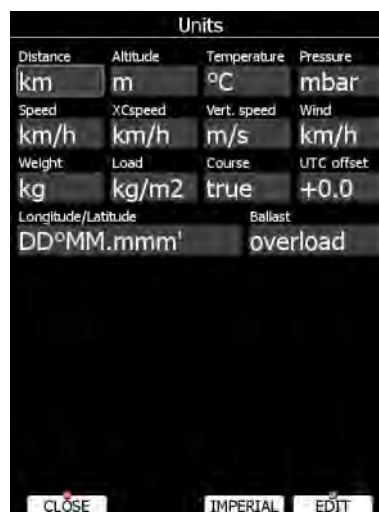 Units
Distance Altitude Temperature Pressure
km m °C mbar
Speed XCspeed Vert. speed Wind
km/h km/h m/s km/h
Weight Load Course UTC offset
kg kg/m2 true +0.0
Longitude/Latitude Ballast
DD°MM.mmm' overload
CLOSE IMPERIAL EDIT